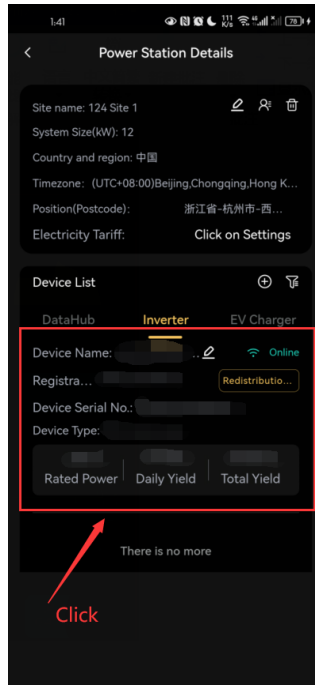 1:41 111 K/s 78
< Power Station Details
Site name: 124 Site 1
System Size(kW): 12
Country and region: 中国
Timezone: (UTC+08:00)Beijing,Chongqing,Hong K...
Position(Postcode): 浙江省-杭州市-西...
Electricity Tariff: Click on Settings
Device List
DataHub Inverter EV Charger
Device Name: .. Online
Registra... Redistributio...
Device Serial No.:
Device Type:
Rated Power Daily Yield Total Yield
There is no more
Click